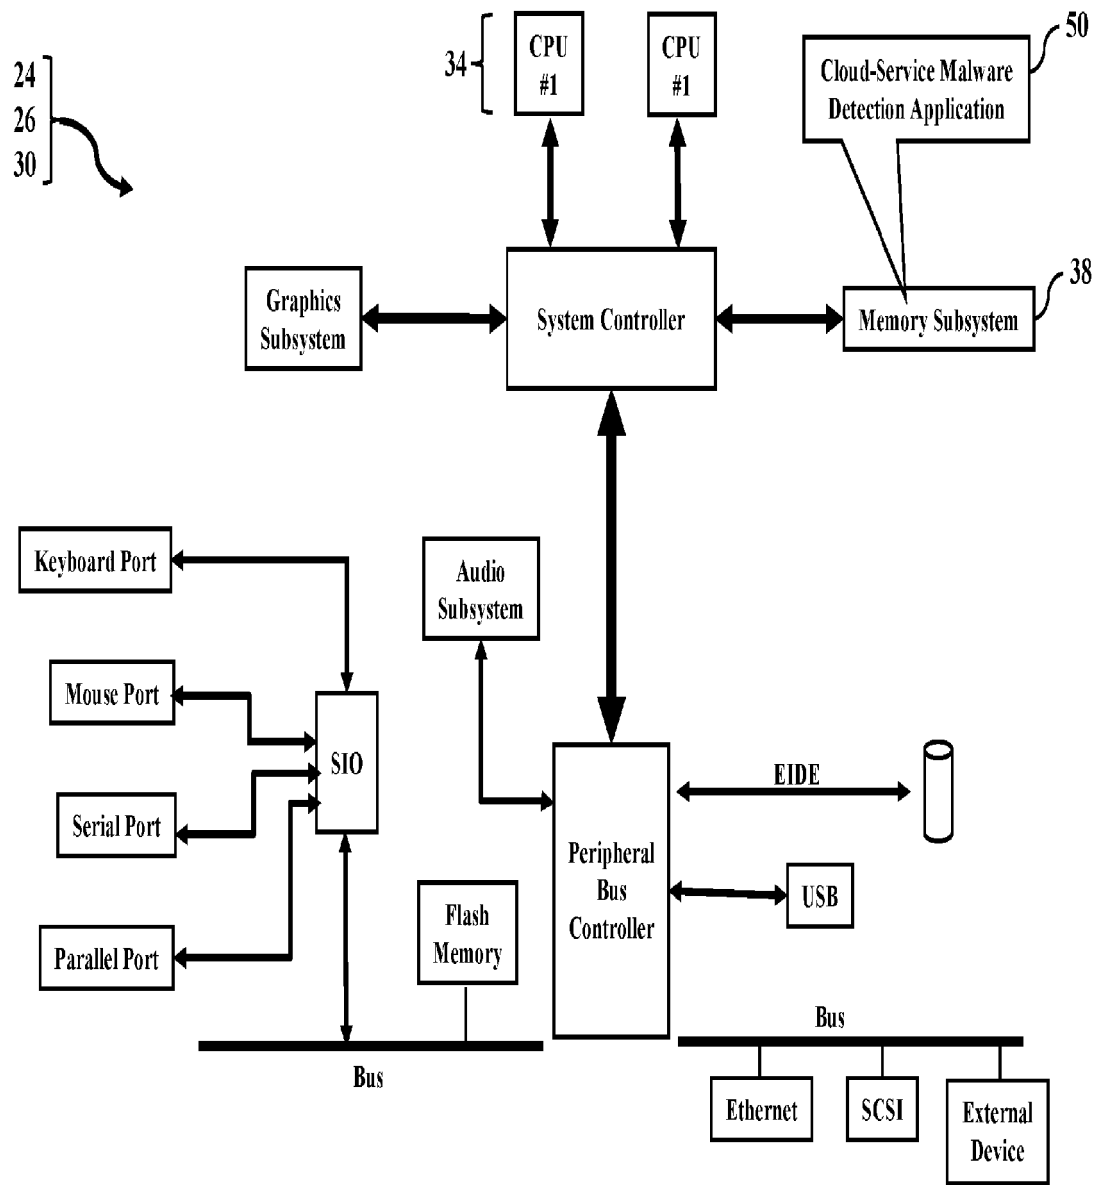 24
26
30
34
CPU
#1
CPU
#1
50
Cloud-Service Malware
Detection Application
Graphics
Subsystem
System Controller
38
Memory Subsystem
Keyboard Port
Audio
Subsystem
Mouse Port
SIO
EIDE
Serial Port
Peripheral
Bus
Controller
USB
Flash
Memory
Parallel Port
Bus
Bus
Ethernet
SCSI
External
Device